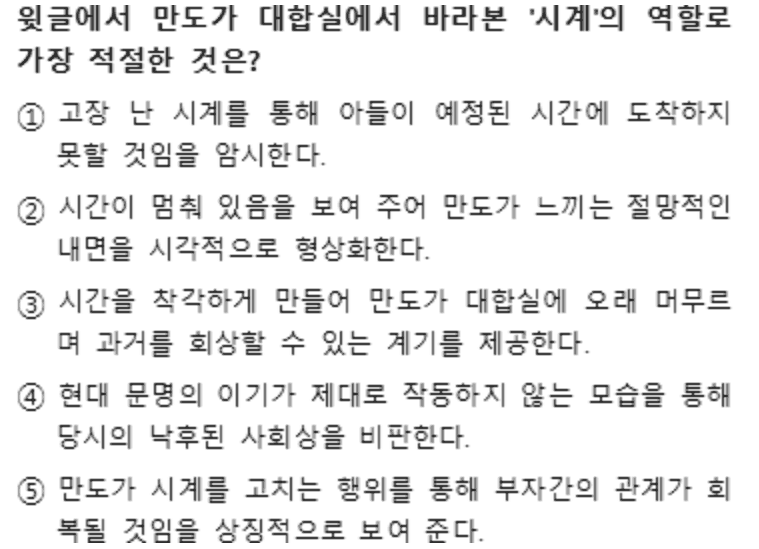 윗글에서 만도가 대합실에서 바라본 '시계'의 역할로
가장 적절한 것은?
① 고장 난 시계를 통해 아들이 예정된 시간에 도착하지
못할 것임을 암시한다.
② 시간이 멈춰 있음을 보여 주어 만도가 느끼는 절망적인
내면을 시각적으로 형상화한다.
③ 시간을 착각하게 만들어 만도가 대합실에 오래 머무르
며 과거를 회상할 수 있는 계기를 제공한다.
④ 현대 문명의 이기가 제대로 작동하지 않는 모습을 통해
당시의 낙후된 사회상을 비판한다.
⑤ 만도가 시계를 고치는 행위를 통해 부자간의 관계가 회
복될 것임을 상징적으로 보여 준다.